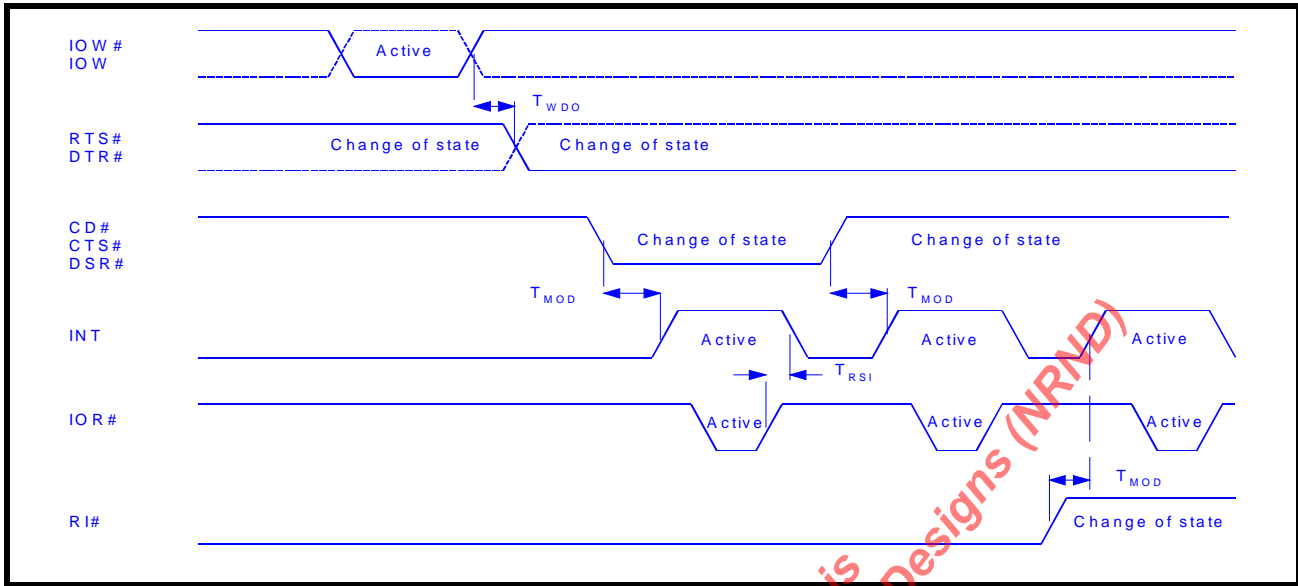 IOW#
IOW
Active
TWDO
RTS#
DTR#
Change of state
Change of state
CD#
CTS#
DSR#
Change of state
Change of state
TMOD
TMOD
INT
Active
Active
Active
TRSI
IOR#
Active
Active
Active
TMOD
RI#
Change of state
is
Designs (NRND)